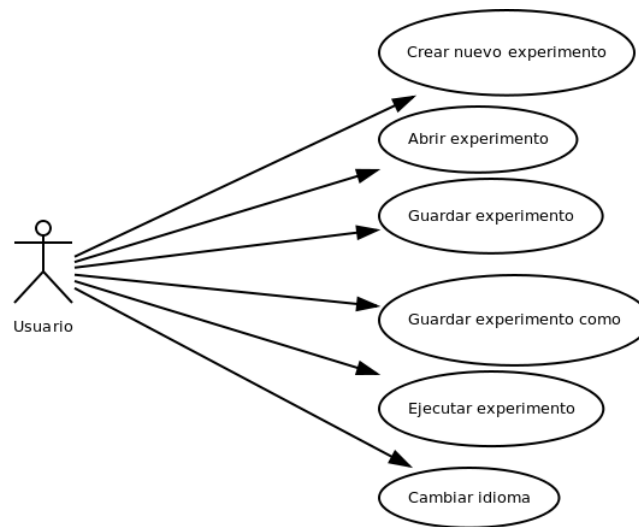 Crear nuevo experimento
Abrir experimento
Guardar experimento
Usuario
Guardar experimento como
Ejecutar experimento
Cambiar idioma